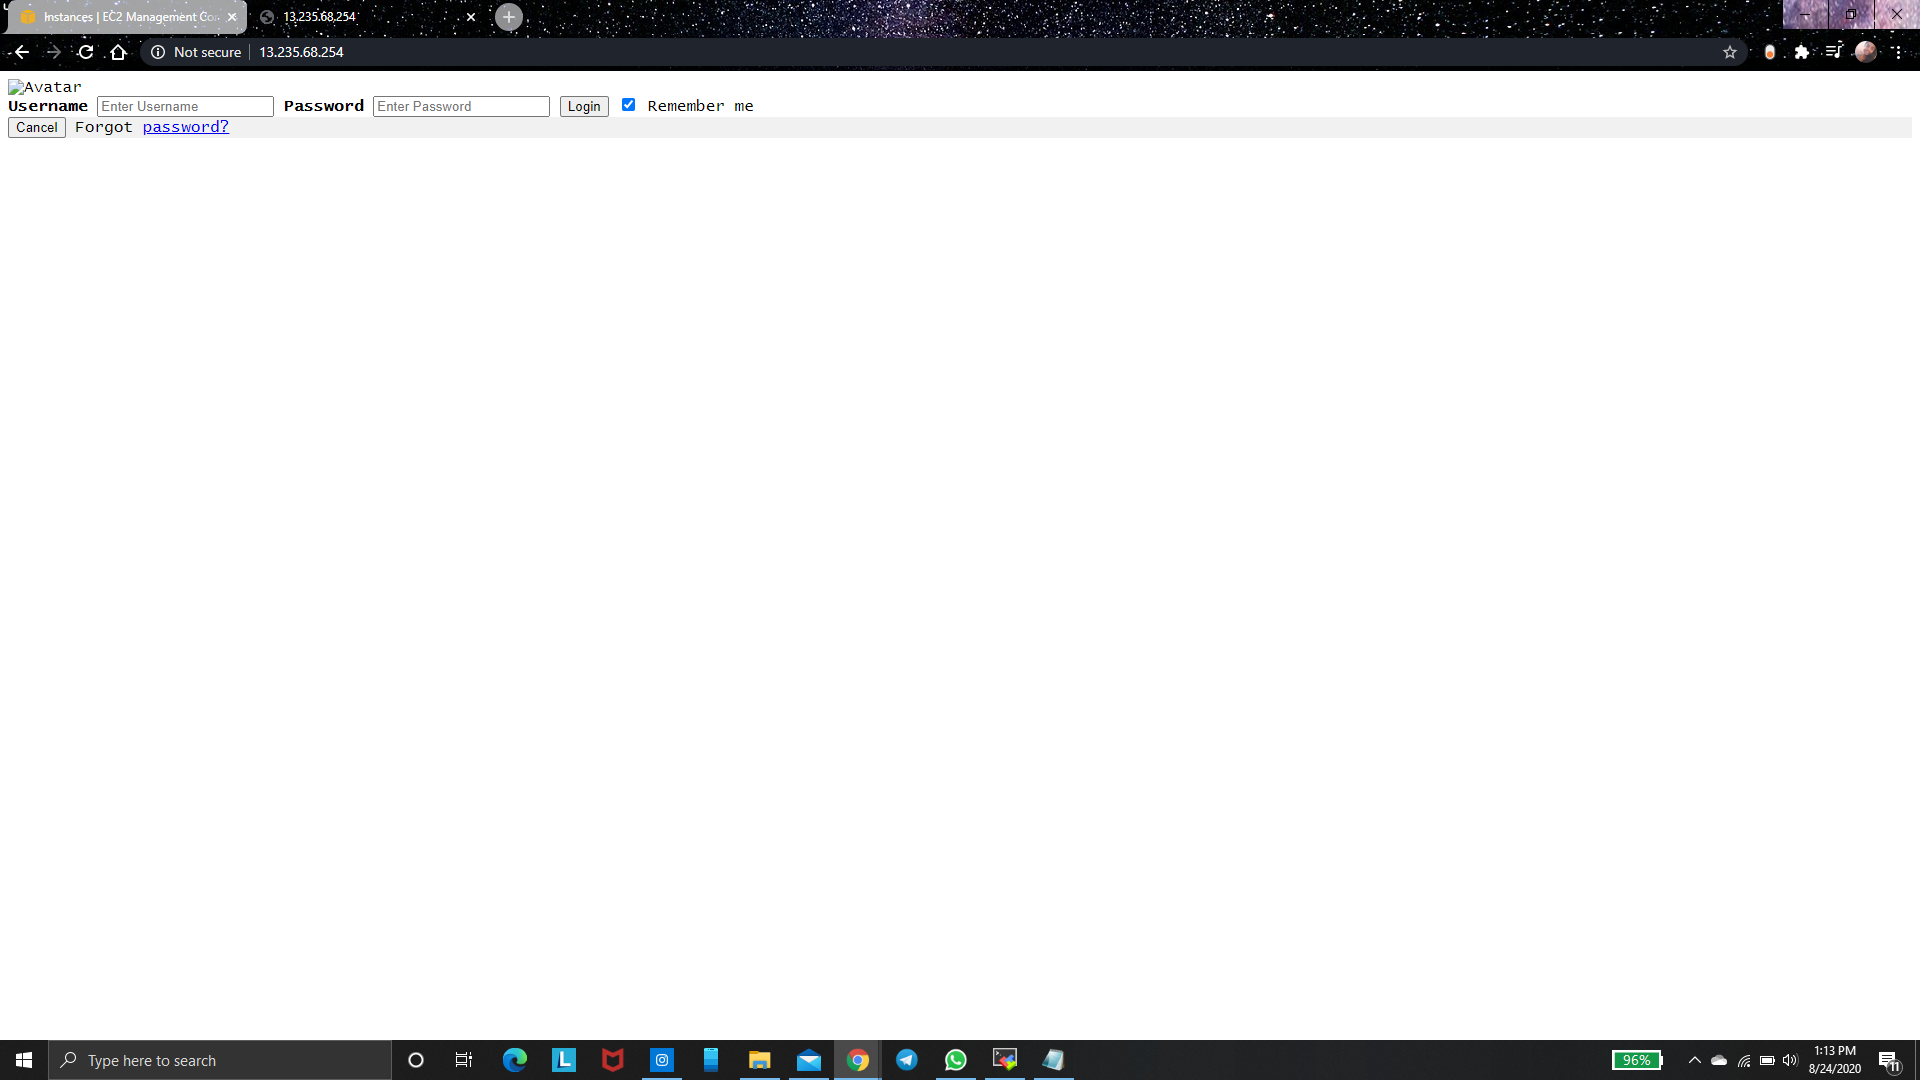 Instances | EC2 Management Co
13.235.68.254
Not secure
13.235.68.254
Avatar
Username Enter Username Password Enter Password Login Remember me
Cancel Forgot password?
Type here to search
L
96%
1:13 PM
8/24/2020
11